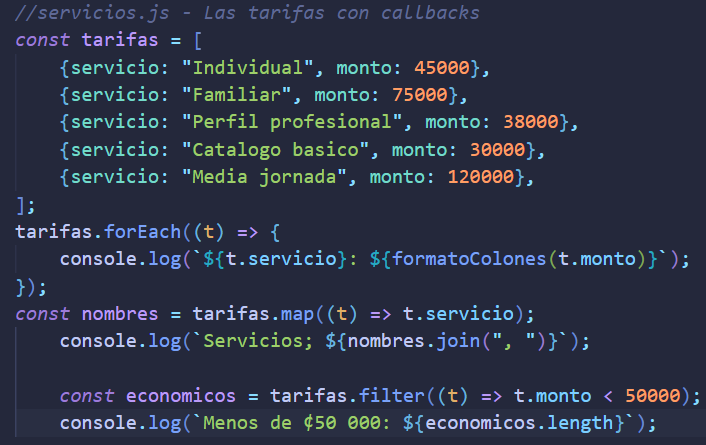 //servicios.js - Las tarifas con callbacks
const tarifas = [
    {servicio: "Individual", monto: 45000},
    {servicio: "Familiar", monto: 75000},
    {servicio: "Perfil profesional", monto: 38000},
    {servicio: "Catalogo basico", monto: 30000},
    {servicio: "Media jornada", monto: 120000},
];
tarifas.forEach((t) => {
    console.log(`${t.servicio}: ${formatoColones(t.monto)}`);
});
const nombres = tarifas.map((t) => t.servicio);
    console.log(`Servicios; ${nombres.join(", ")}`);

    const economicos = tarifas.filter((t) => t.monto < 50000);
    console.log(`Menos de ₡50 000: ${economicos.length}`);